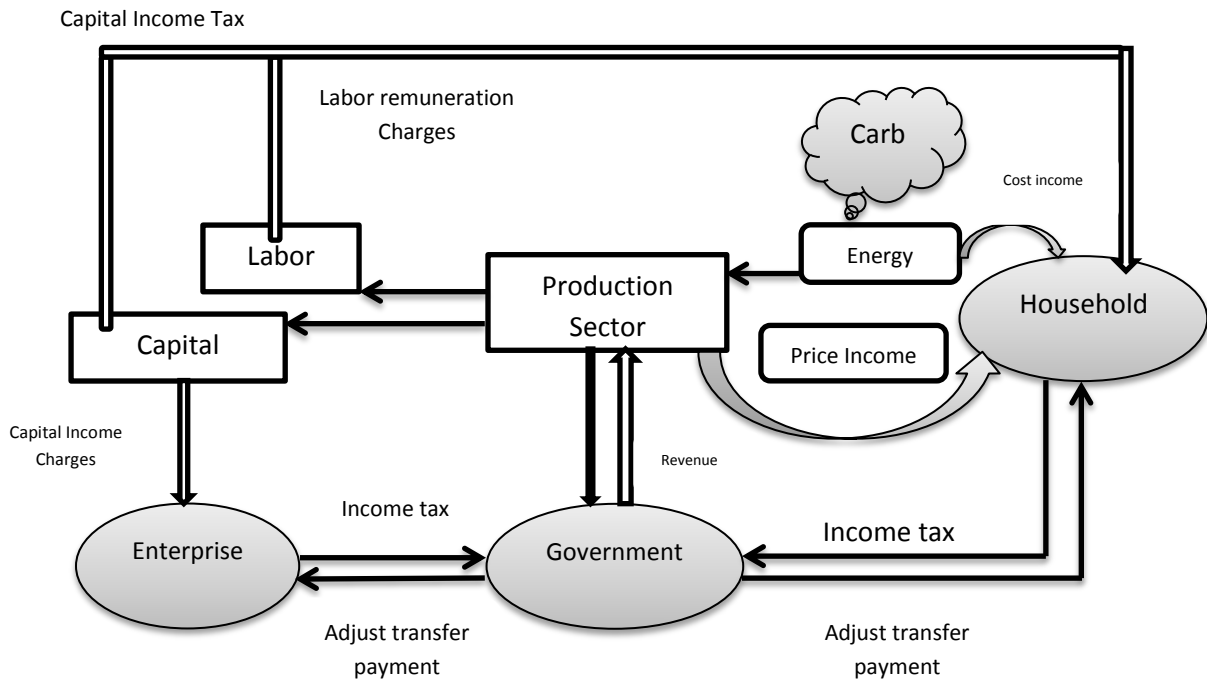 Capital Income Tax
Labor remuneration
Charges
Carb
Cost income
Labor
Energy
Production
Sector
Household
Capital
Price Income
Capital Income
Charges
Revenue
Income tax
Enterprise
Government
Income tax
Adjust transfer
payment
Adjust transfer
payment